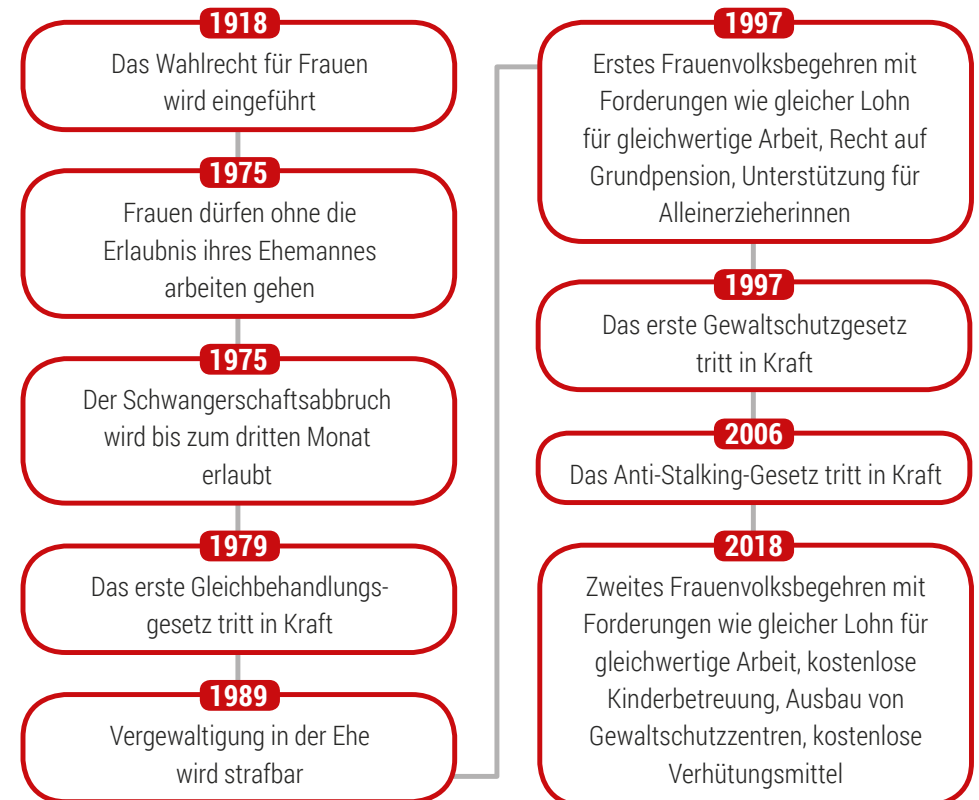 1918
Das Wahlrecht für Frauen
wird eingeführt
1975
Frauen dürfen ohne die
Erlaubnis ihres Ehemannes
arbeiten gehen
1975
Der Schwangerschaftsabbruch
wird bis zum dritten Monat
erlaubt
1979
Das erste Gleichbehandlungs-
gesetz tritt in Kraft
1989
Vergewaltigung in der Ehe
wird strafbar
1997
Erstes Frauenvolksbegehren mit
Forderungen wie gleicher Lohn
für gleichwertige Arbeit, Recht auf
Grundpension, Unterstützung für
Alleinerzieherinnen
1997
Das erste Gewaltschutzgesetz
tritt in Kraft
2006
Das Anti-Stalking-Gesetz tritt in Kraft
2018
Zweites Frauenvolksbegehren mit
Forderungen wie gleicher Lohn für
gleichwertige Arbeit, kostenlose
Kinderbetreuung, Ausbau von
Gewaltschutzzentren, kostenlose
Verhütungsmittel